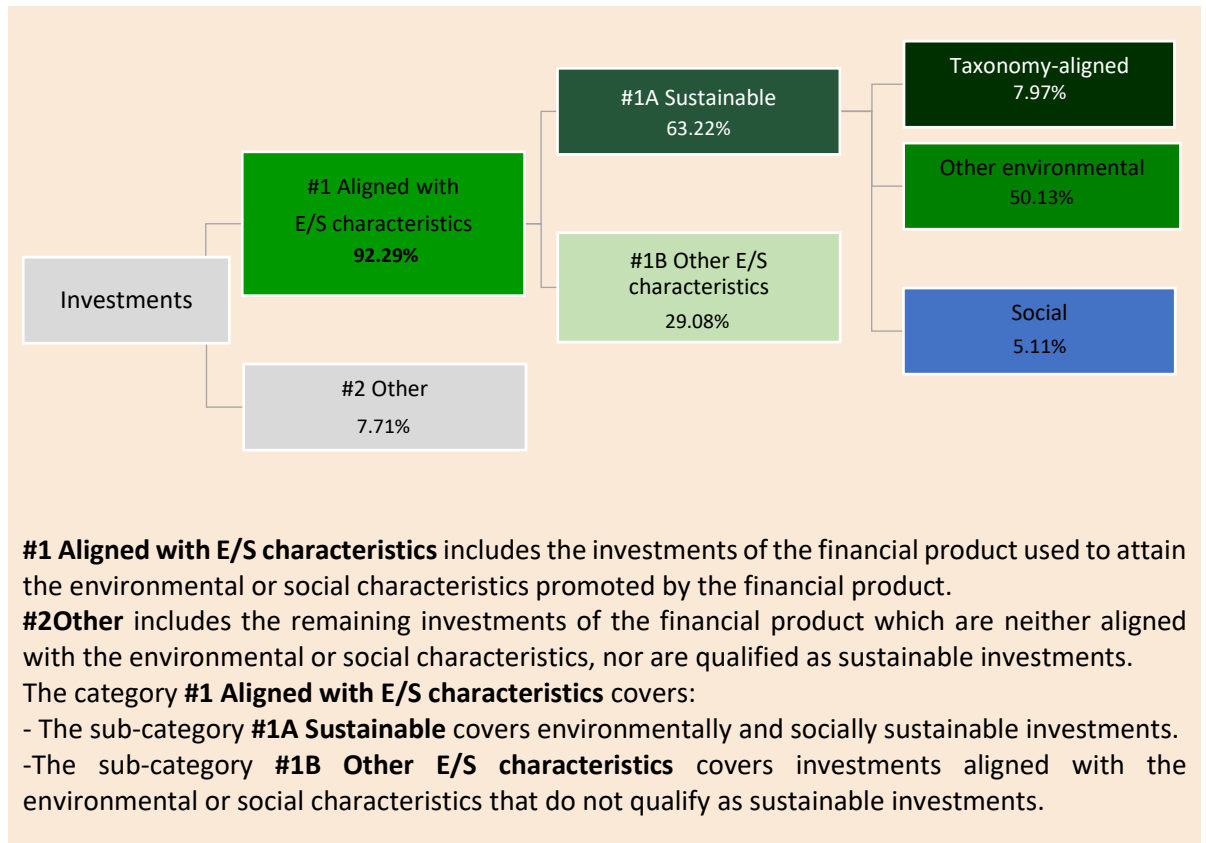 Investments
#1 Aligned with
E/S characteristics
92.29%
#2 Other
7.71%
#1A Sustainable
63.22%
#1B Other E/S
characteristics
29.08%
Taxonomy-aligned
7.97%
Other environmental
50.13%
Social
5.11%
#1 Aligned with E/S characteristics includes the investments of the financial product used to attain
the environmental or social characteristics promoted by the financial product.
#2Other includes the remaining investments of the financial product which are neither aligned
with the environmental or social characteristics, nor are qualified as sustainable investments.
The category #1 Aligned with E/S characteristics covers:
- The sub-category #1A Sustainable covers environmentally and socially sustainable investments.
-The sub-category #1B Other E/S characteristics covers investments aligned with the
environmental or social characteristics that do not qualify as sustainable investments.